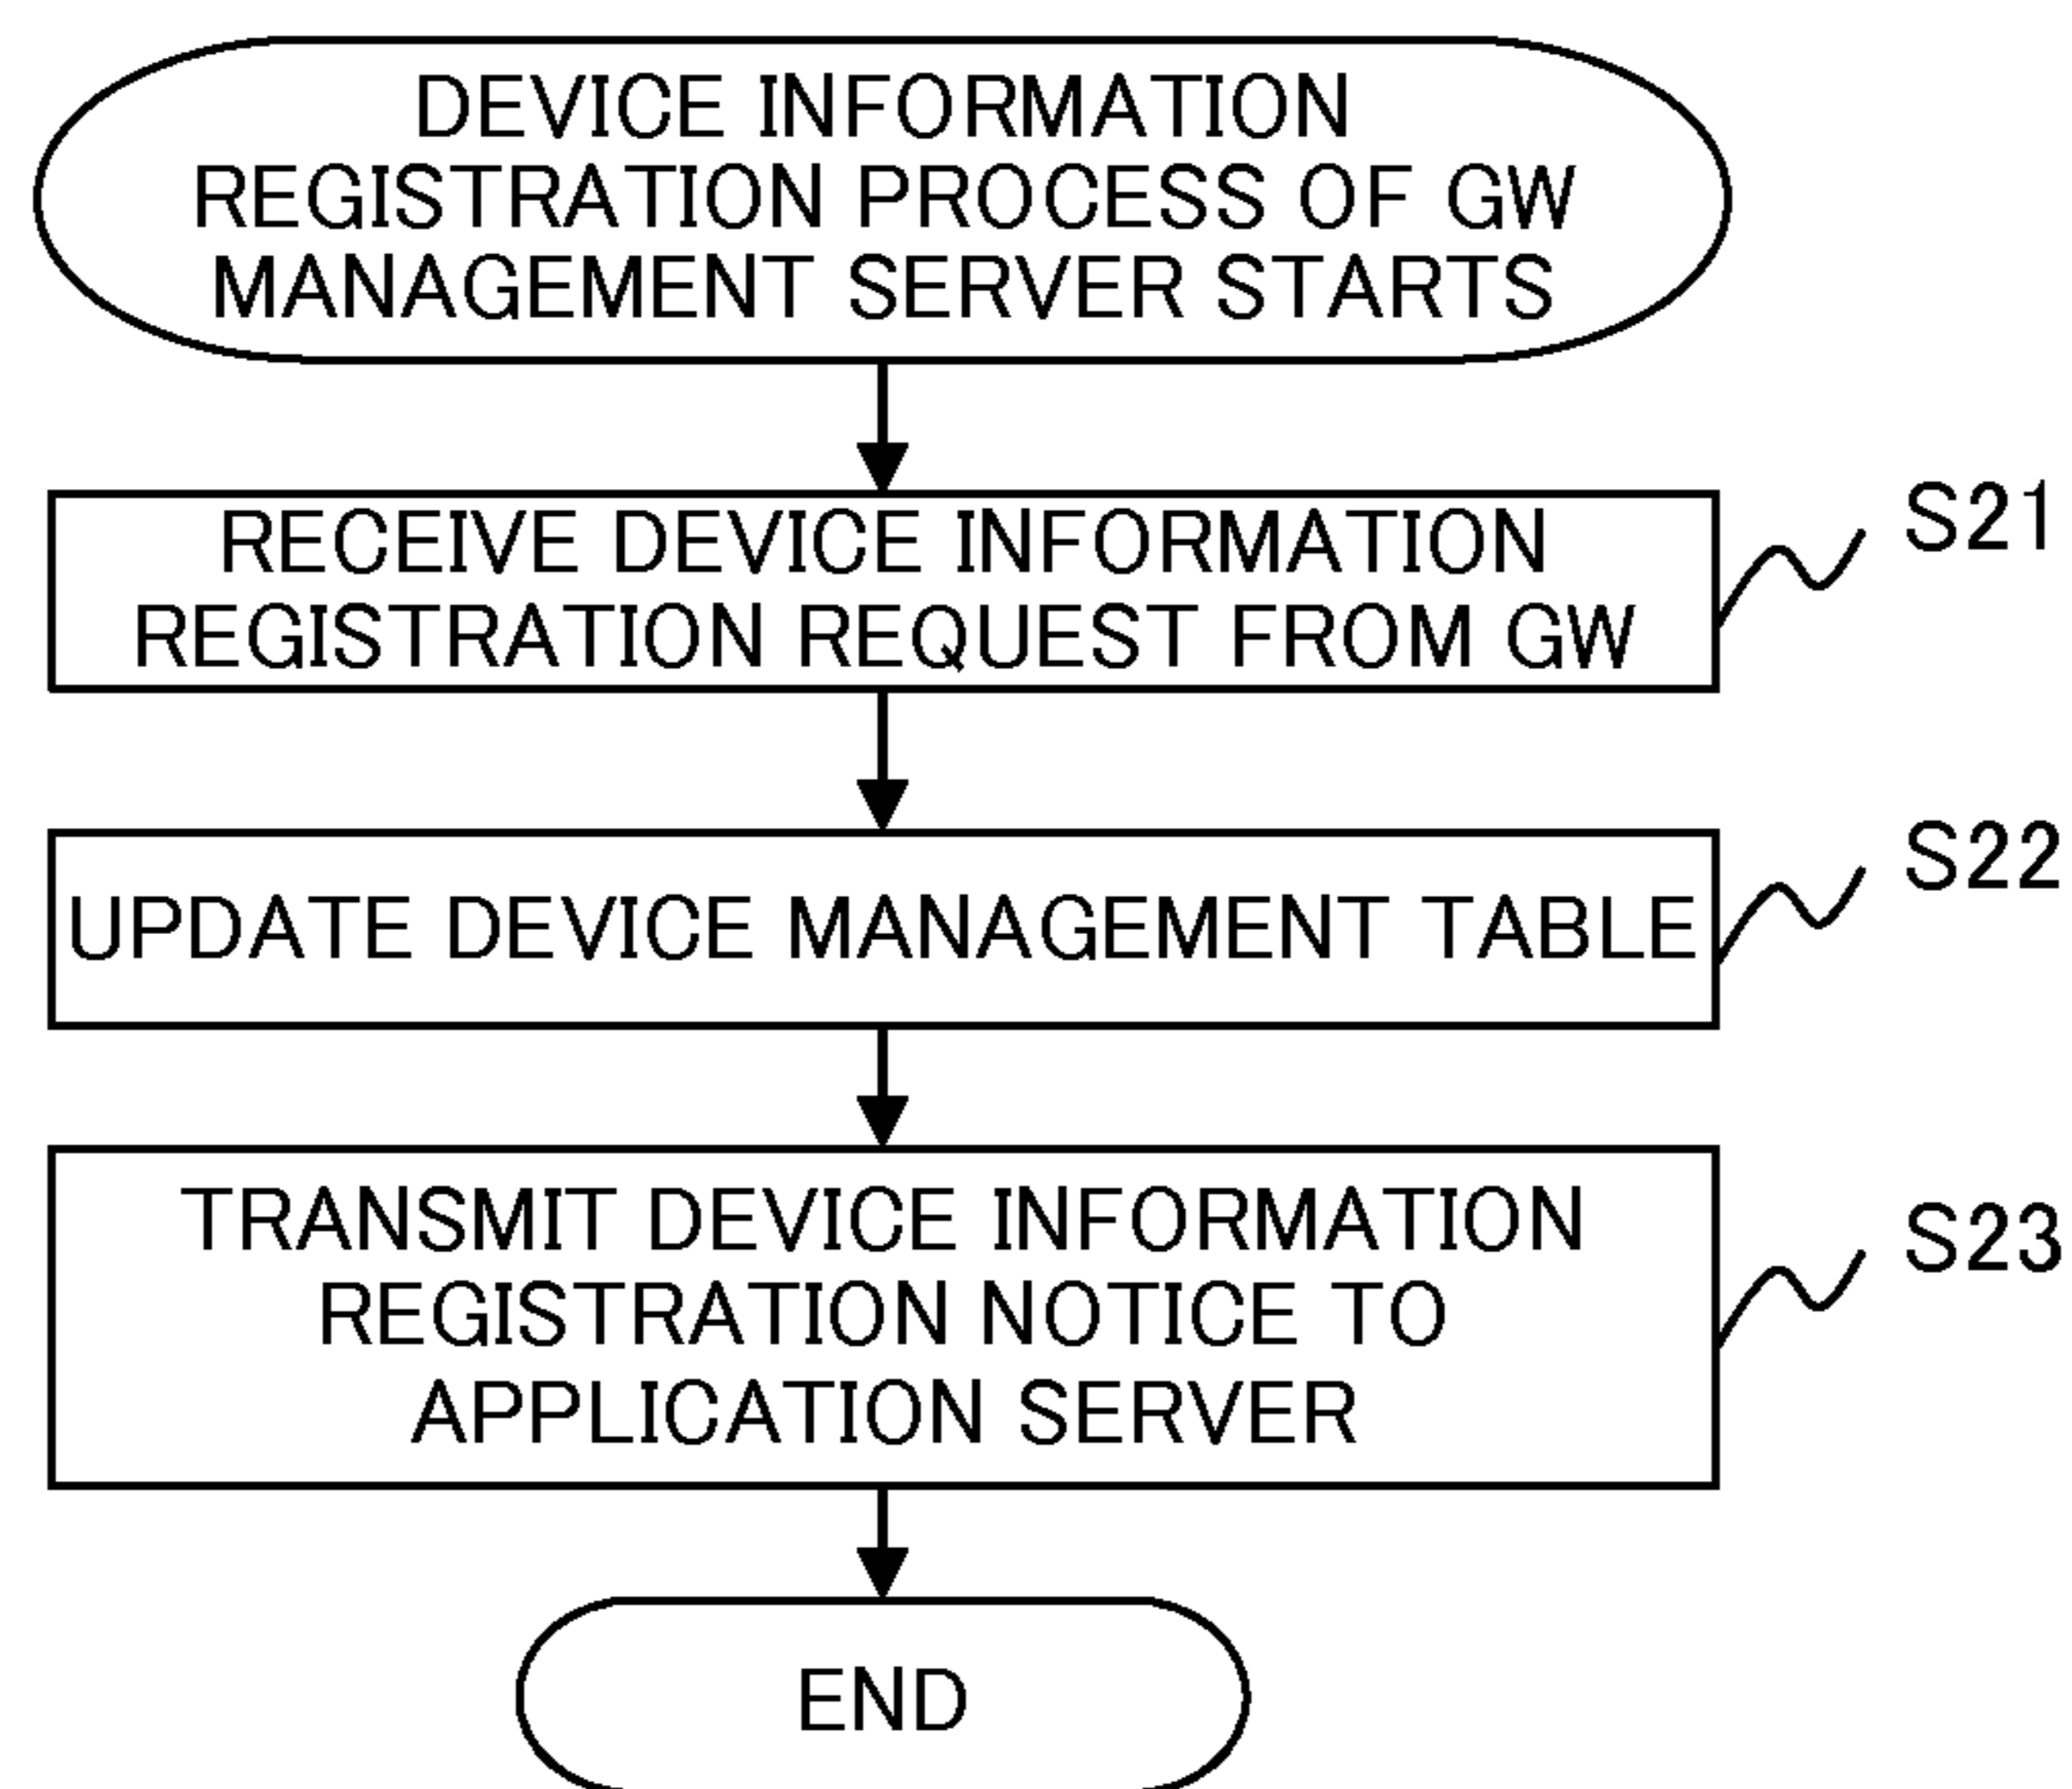 DEVICE INFORMATION
REGISTRATION PROCESS OF GW
MANAGEMENT SERVER STARTS
RECEIVE DEVICE INFORMATION
REGISTRATION REQUEST FROM GW
S21
UPDATE DEVICE MANAGEMENT TABLE
S22
TRANSMIT DEVICE INFORMATION
REGISTRATION NOTICE TO
APPLICATION SERVER
S23
END